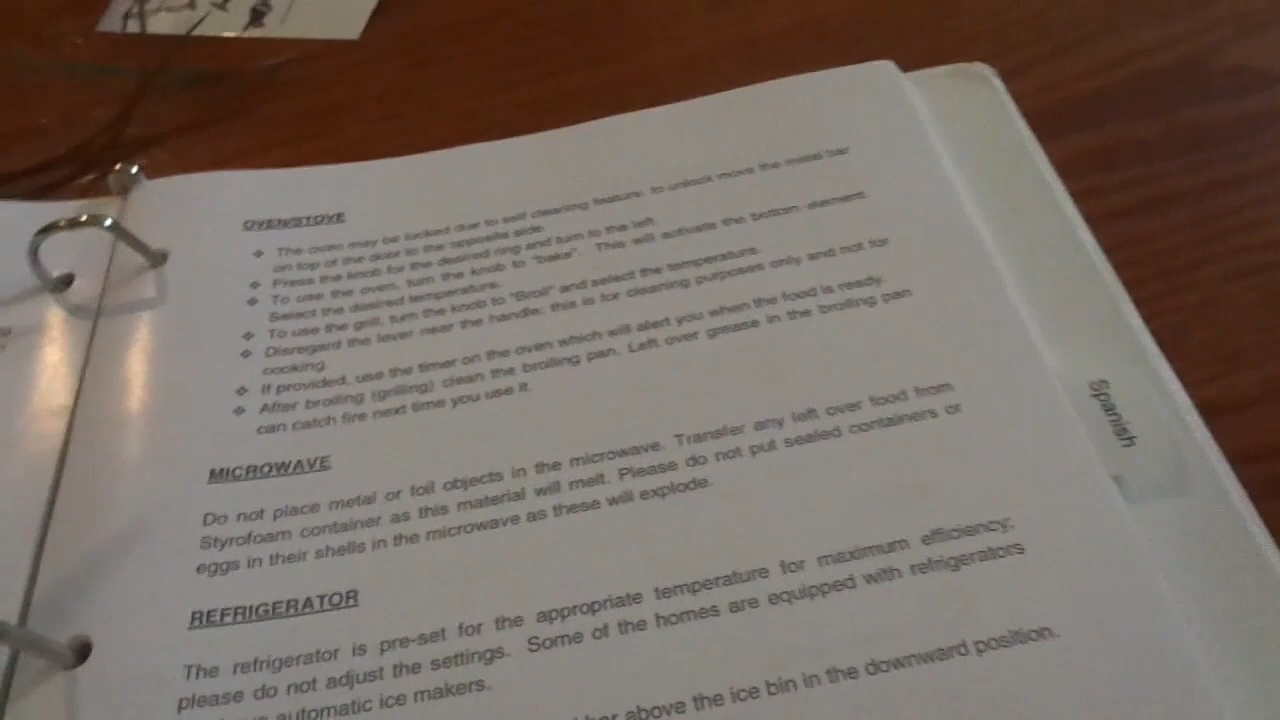 OVEN/STOVE
❖ The oven may be locked due to self cleaning feature: to unlock move the metal bar
on top of the door to the opposite side.
❖ Press the knob for the desired ring and turn to the left
❖ To use the oven, turn the knob to "bake". This will activate the bottom element.
Select the desired temperature.
❖ To use the grill, turn the knob to "Broil" and select the temperature.
❖ Disregard the lever near the handle; this is for cleaning purposes only and not for
cooking.
❖ If provided, use the timer on the oven which will alert you when the food is ready.
❖ After broiling (grilling) clean the broiling pan. Left over grease in the broiling pan
can catch fire next time you use it.
MICROWAVE
Do not place metal or foil objects in the microwave. Transfer any left over food from
Styrofoam container as this material will melt. Please do not put sealed containers or
eggs in their shells in the microwave as these will explode.
REFRIGERATOR
The refrigerator is pre-set for the appropriate temperature for maximum efficiency;
please do not adjust the settings. Some of the homes are equipped with refrigerators
automatic ice makers.
above the ice bin in the downward position.
Spanish